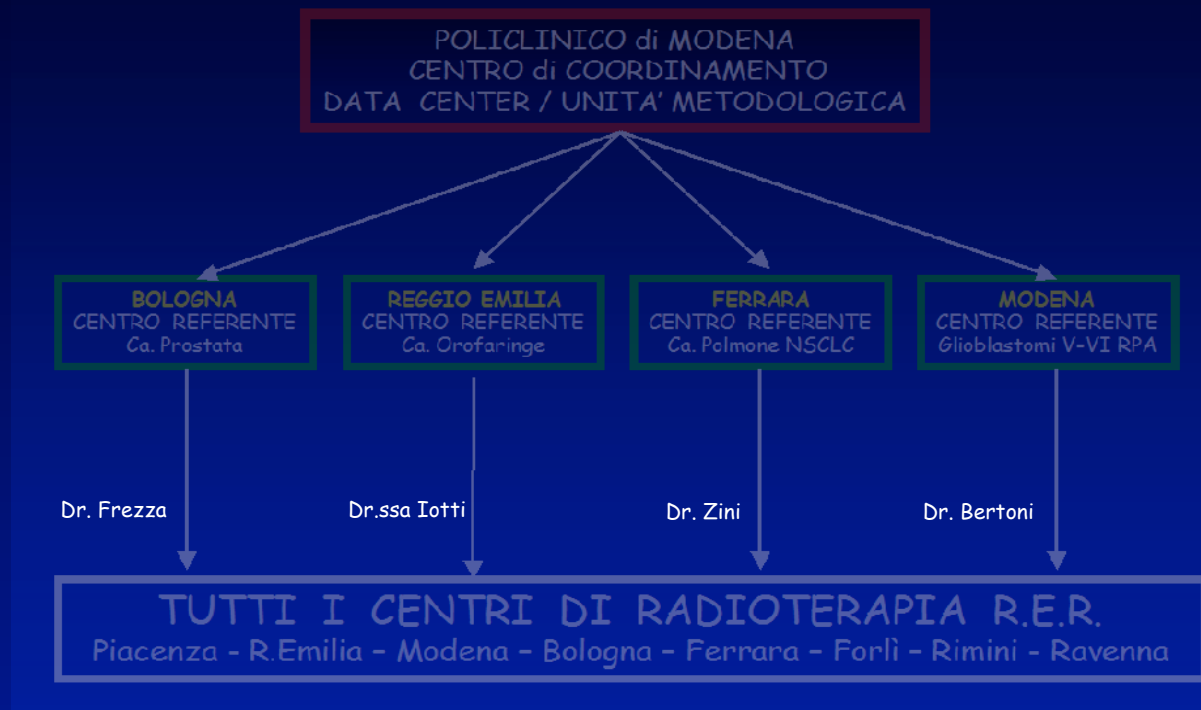 POLICLINICO di MODENA
CENTRO di COORDINAMENTO
DATA CENTER / UNITA' METODOLOGICA
BOLOGNA
CENTRO REFERENTE
Ca. Prostata
REGGIO EMILIA
CENTRO REFERENTE
Ca. Orofaringe
FERRARA
CENTRO REFERENTE
Ca. Polmone NSCLC
MODENA
CENTRO REFERENTE
Glioblastomi V-VI RPA
Dr. Frezza
Dr.ssa Iotti
Dr. Zini
Dr. Bertoni
TUTTI I CENTRI DI RADIOTERAPIA R.E.R.
Piacenza - R.Emilia - Modena - Bologna - Ferrara - Forlì - Rimini - Ravenna